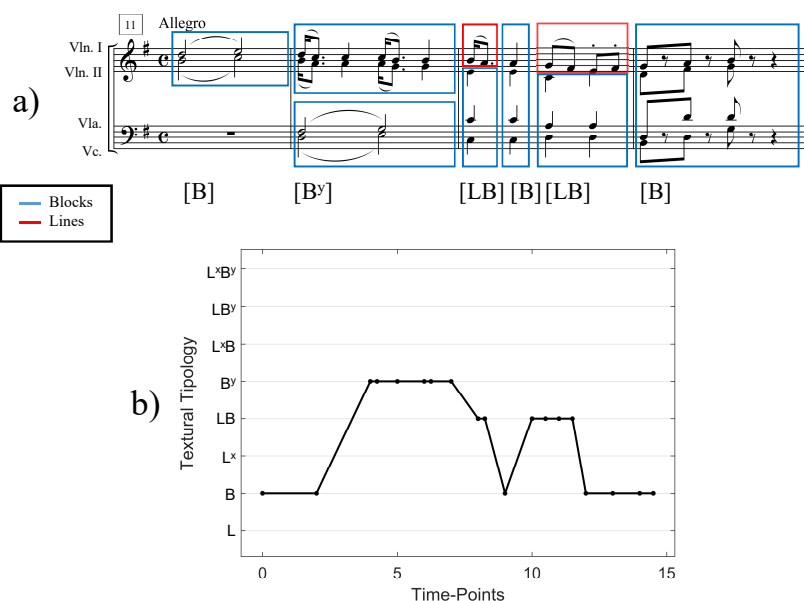 11 Allegro
Vln. I
Vln. II
a)
Vla.
Vc.
[B] [Bʸ] [LB] [B] [LB] [B]
Blocks
Lines
b)
Textural Tipology
LˣBʸ
LBʸ
LˣB
Bʸ
LB
Lˣ
B
L
0 5 10 15
Time-Points